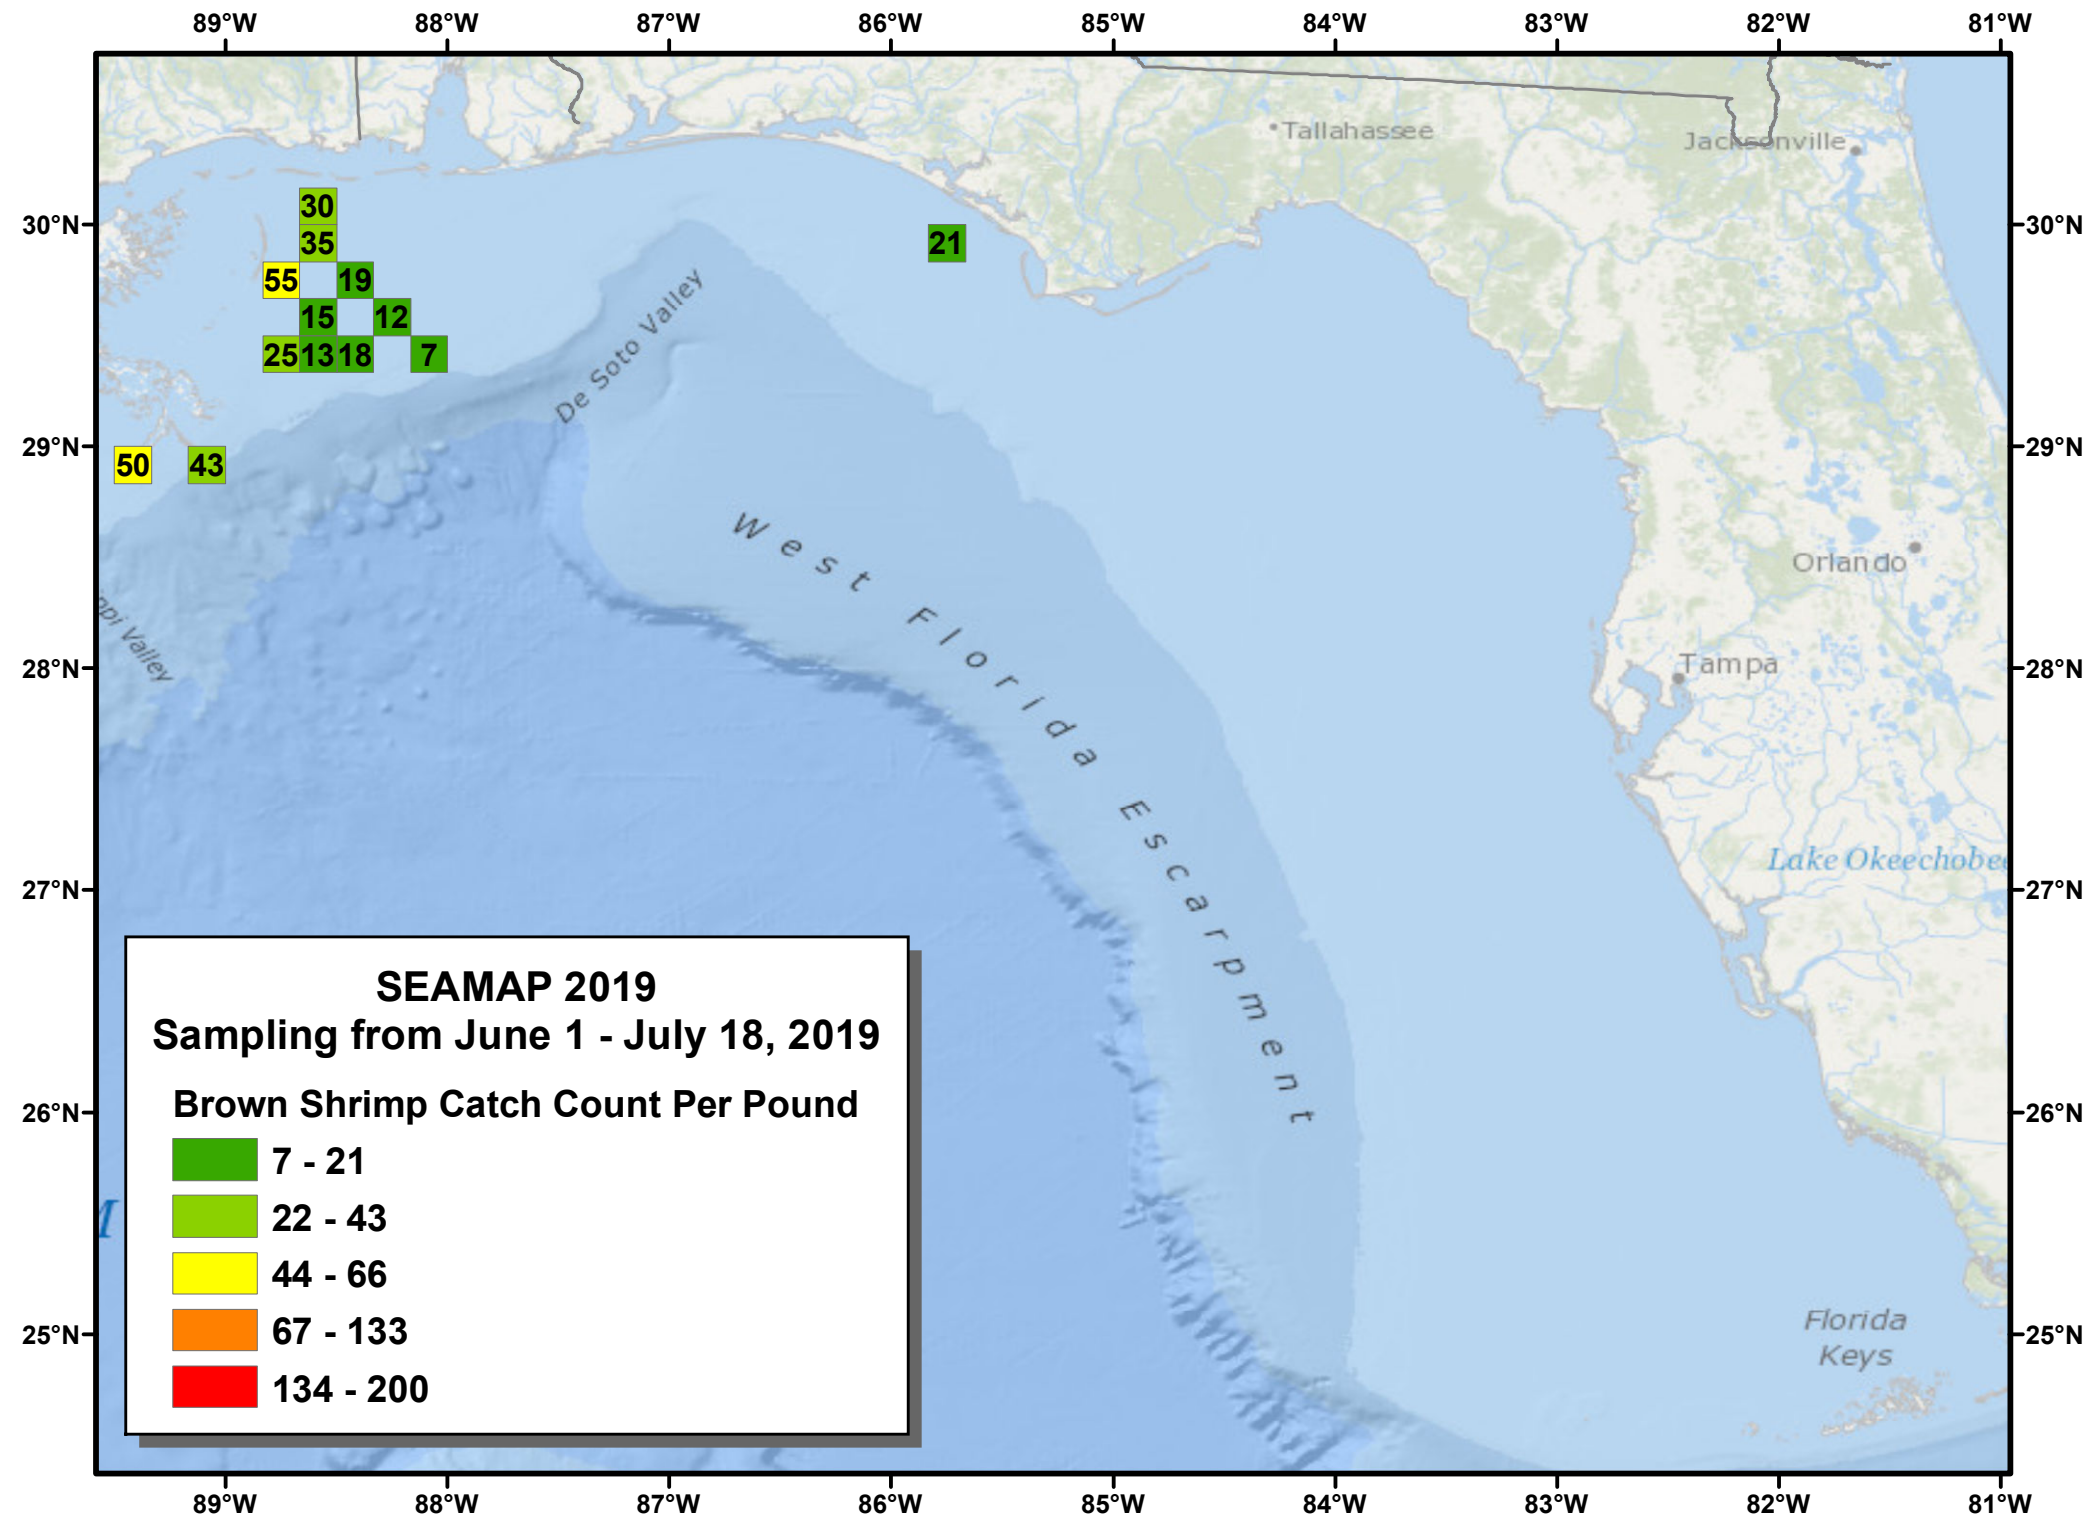 89°W 88°W 87°W 86°W 85°W 84°W 83°W 82°W 81°W
Tallahassee
Jacksonville
30
30°N 30°N
35 21
55 19
15 12
25 13 18 7
De Soto Valley
29°N 29°N
50 43
West Florida Escarpment
Orlando
ppi Valley
28°N 28°N
Tampa
Lake Okeechobee
27°N 27°N
SEAMAP 2019
Sampling from June 1 - July 18, 2019
Brown Shrimp Catch Count Per Pound
26°N 26°N
7 - 21
M
22 - 43
44 - 66
67 - 133
25°N 25°N
134 - 200
Florida
Keys
89°W 88°W 87°W 86°W 85°W 84°W 83°W 82°W 81°W